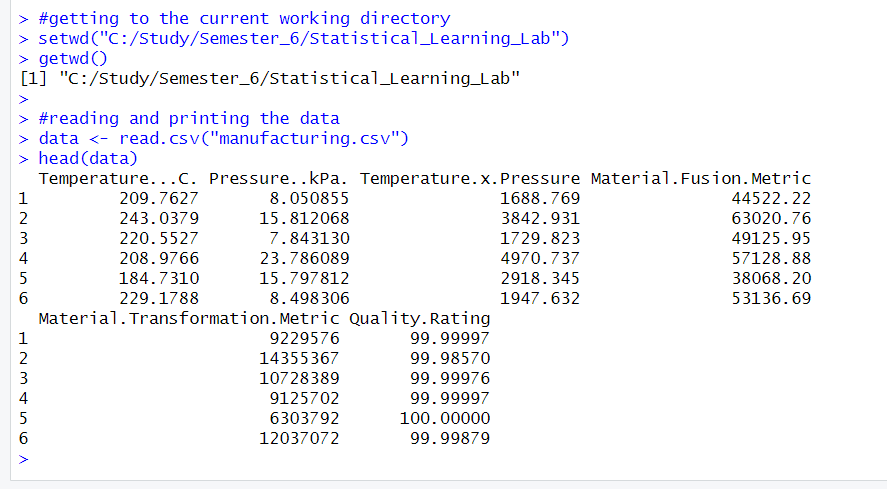 > #getting to the current working directory
> setwd("C:/Study/Semester_6/Statistical_Learning_Lab")
> getwd()
[1] "C:/Study/Semester_6/Statistical_Learning_Lab"
>
> #reading and printing the data
> data <- read.csv("manufacturing.csv")
> head(data)
  Temperature...C. Pressure..kPa. Temperature.x.Pressure Material.Fusion.Metric
1         209.7627       8.050855               1688.769               44522.22
2         243.0379      15.812068               3842.931               63020.76
3         220.5527       7.843130               1729.823               49125.95
4         208.9766      23.786089               4970.737               57128.88
5         184.7310      15.797812               2918.345               38068.20
6         229.1788       8.498306               1947.632               53136.69
  Material.Transformation.Metric Quality.Rating
1                        9229576       99.99997
2                       14355367       99.98570
3                       10728389       99.99976
4                        9125702       99.99997
5                        6303792      100.00000
6                       12037072       99.99879
>